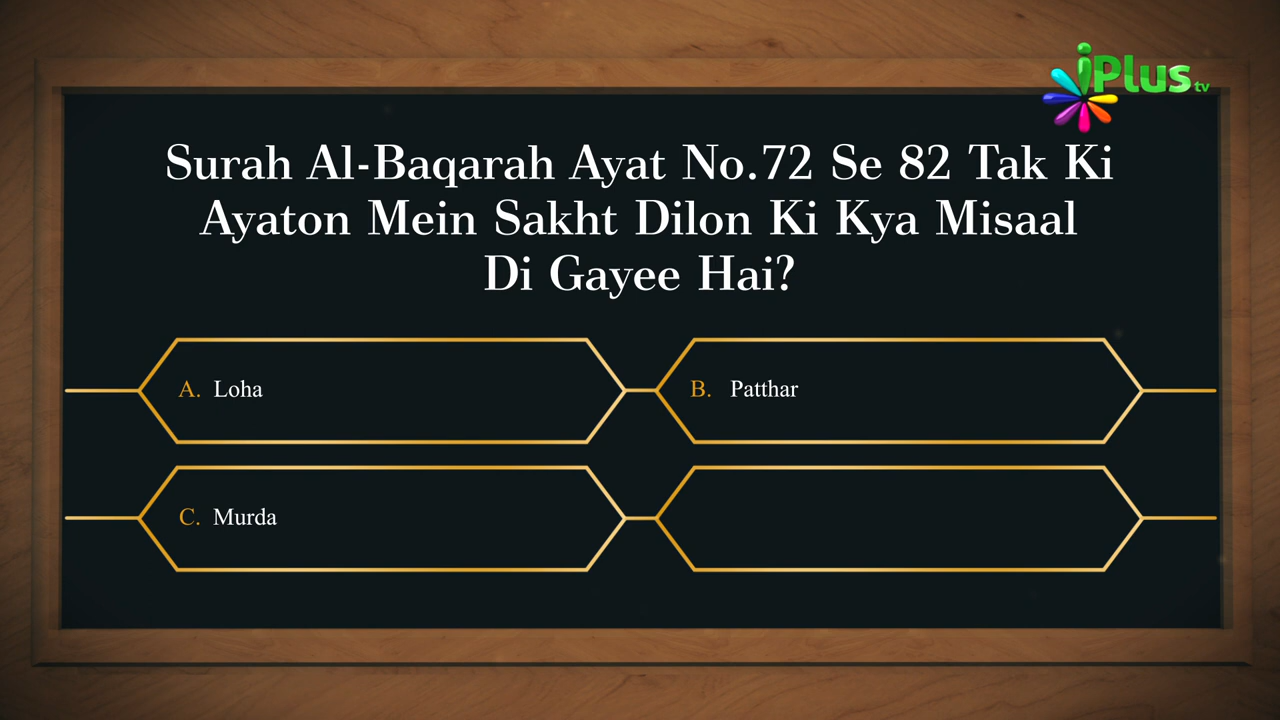 iPlus tv
Surah Al-Baqarah Ayat No.72 Se 82 Tak Ki
Ayaton Mein Sakht Dilon Ki Kya Misaal
Di Gayee Hai?
A. Loha
B. Patthar
C. Murda